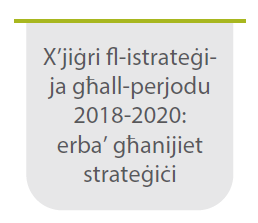 X’jiġri fl-istrateġi-
ja għall-perjodu
2018-2020:
erba’ għanijiet
strateġiċi